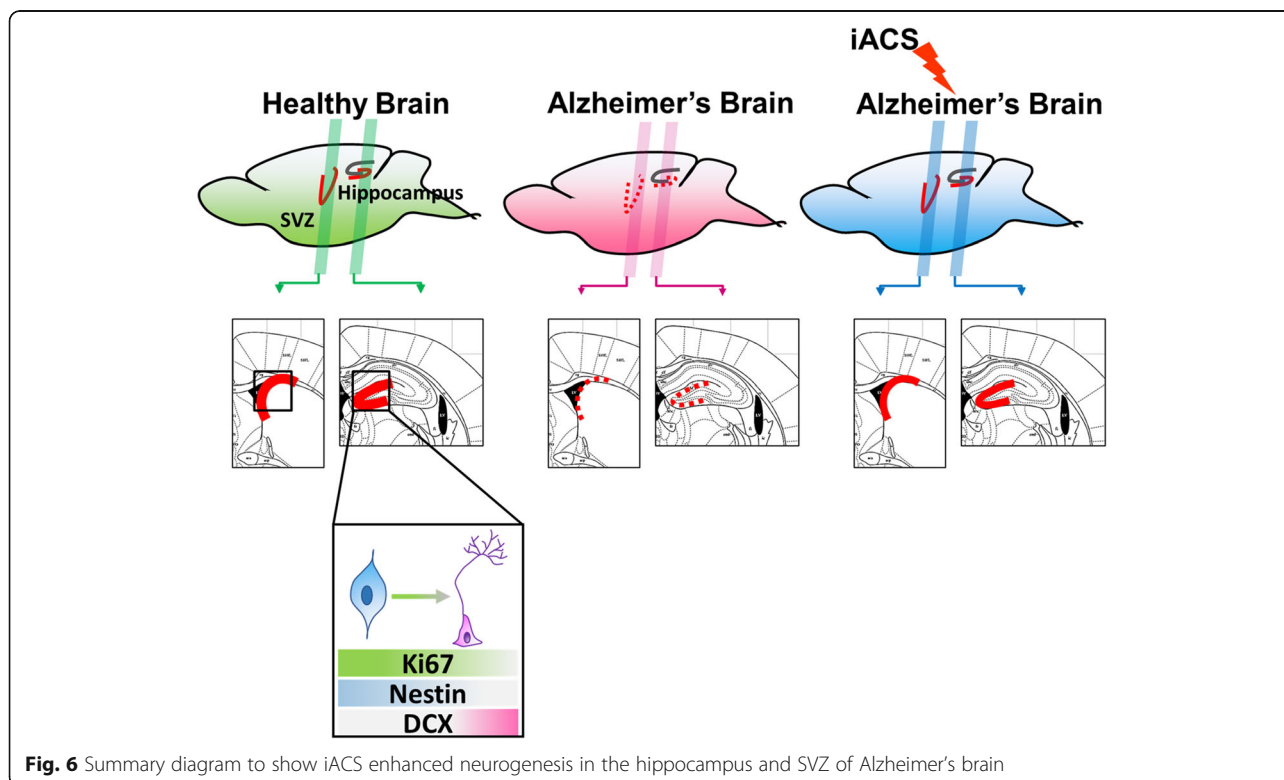 iACS
Healthy Brain
Alzheimer's Brain
Alzheimer's Brain
Hippocampus
SVZ
Ki67
Nestin
DCX
Fig. 6 Summary diagram to show iACS enhanced neurogenesis in the hippocampus and SVZ of Alzheimer's brain